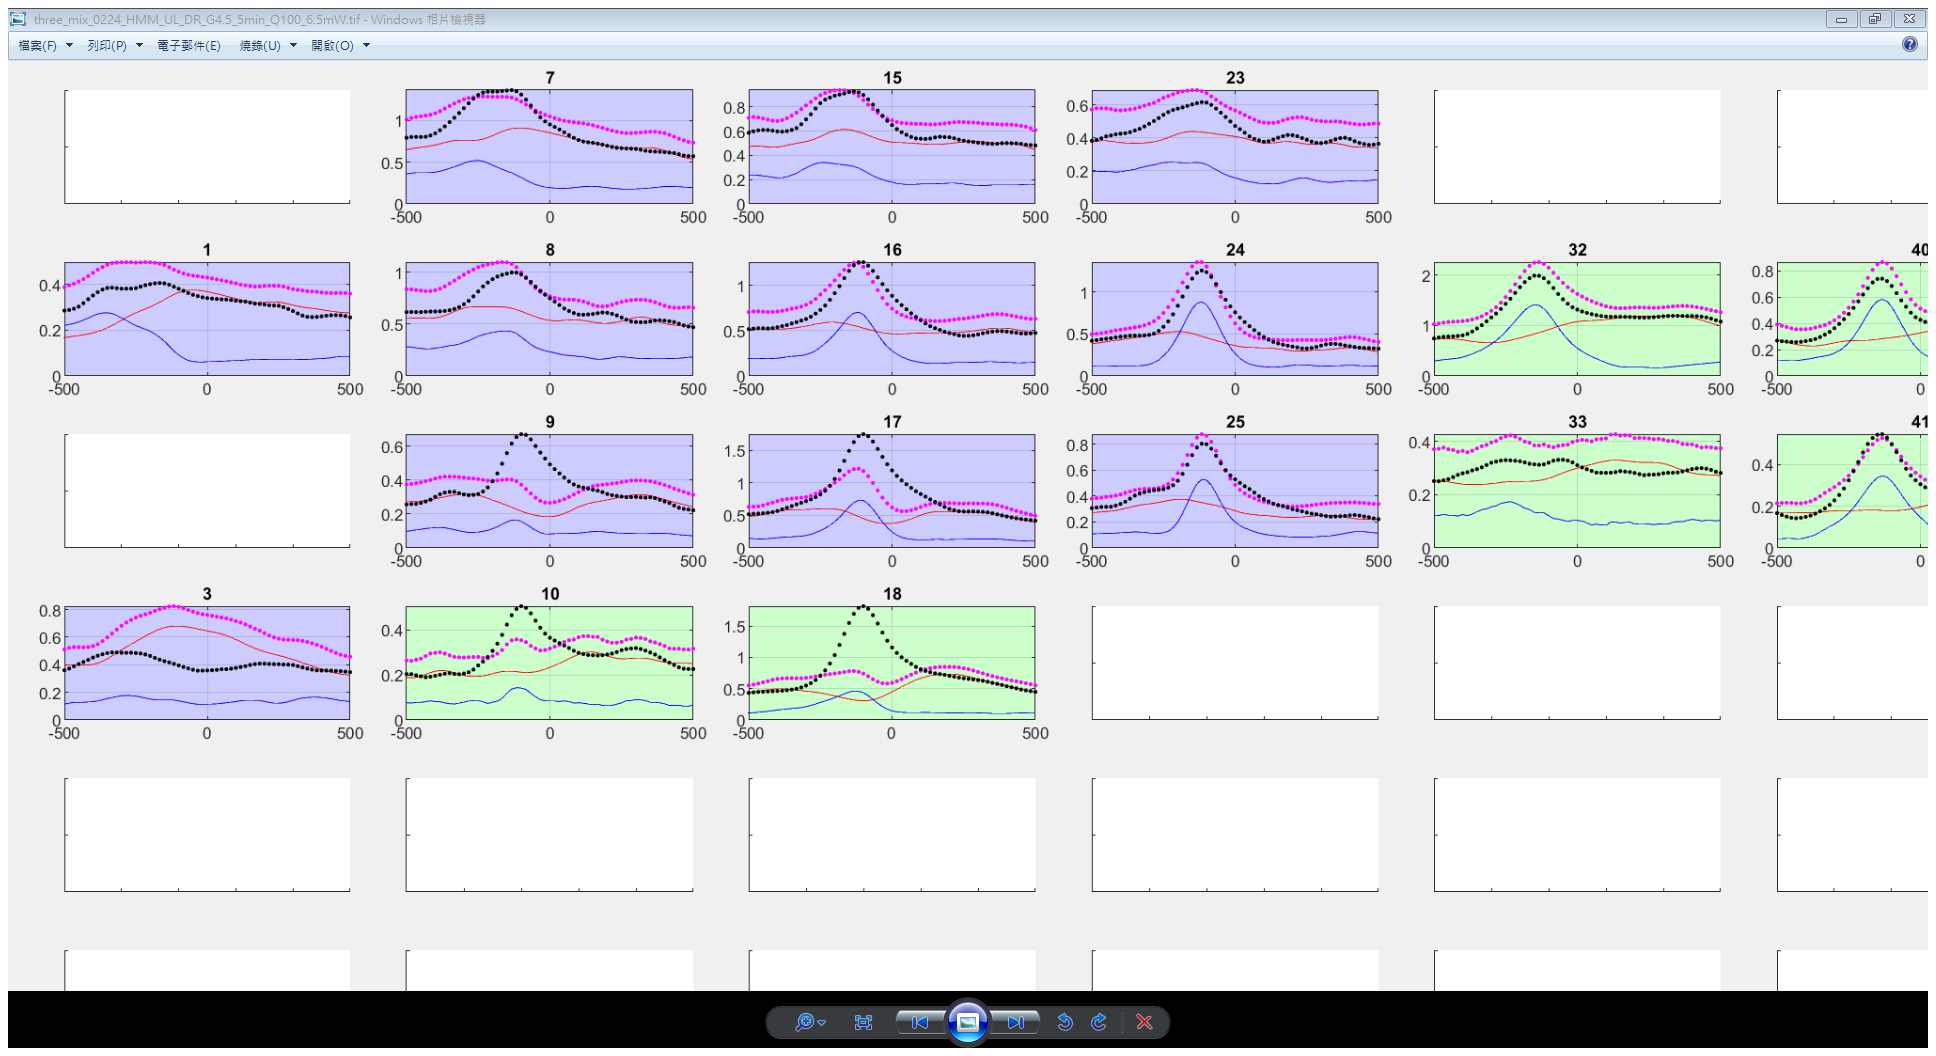 three_mix_0224_HMM_UL_DR_G4.5_5min_Q100_6.5mW.tif - Windows 相片檢視器
檔案(F) 列印(P) 電子郵件(E) 燒錄(U) 開啟(O)
7 15 23
1 0.5 0
0.8 0.6 0.4 0.2 0
0.6 0.4 0.2 0
-500 0 500 -500 0 500 -500 0 500
1 8 16 24 32 40
0.4 0.2 0
1 0.5 0
1 0.5 0
1 0.5 0
2 1 0
0.8 0.6 0.4 0.2 0
-500 0 500 -500 0 500 -500 0 500 -500 0 500 -500 0 500 -500 0
9 17 25 33 41
0.6 0.4 0.2 0
1.5 1 0.5 0
0.8 0.6 0.4 0.2 0
0.4 0.2 0
0.4 0.2 0
-500 0 500 -500 0 500 -500 0 500 -500 0 500 -500 0
3 10 18
0.8 0.6 0.4 0.2 0
0.4 0.2 0
1.5 1 0.5 0
-500 0 500 -500 0 500 -500 0 500